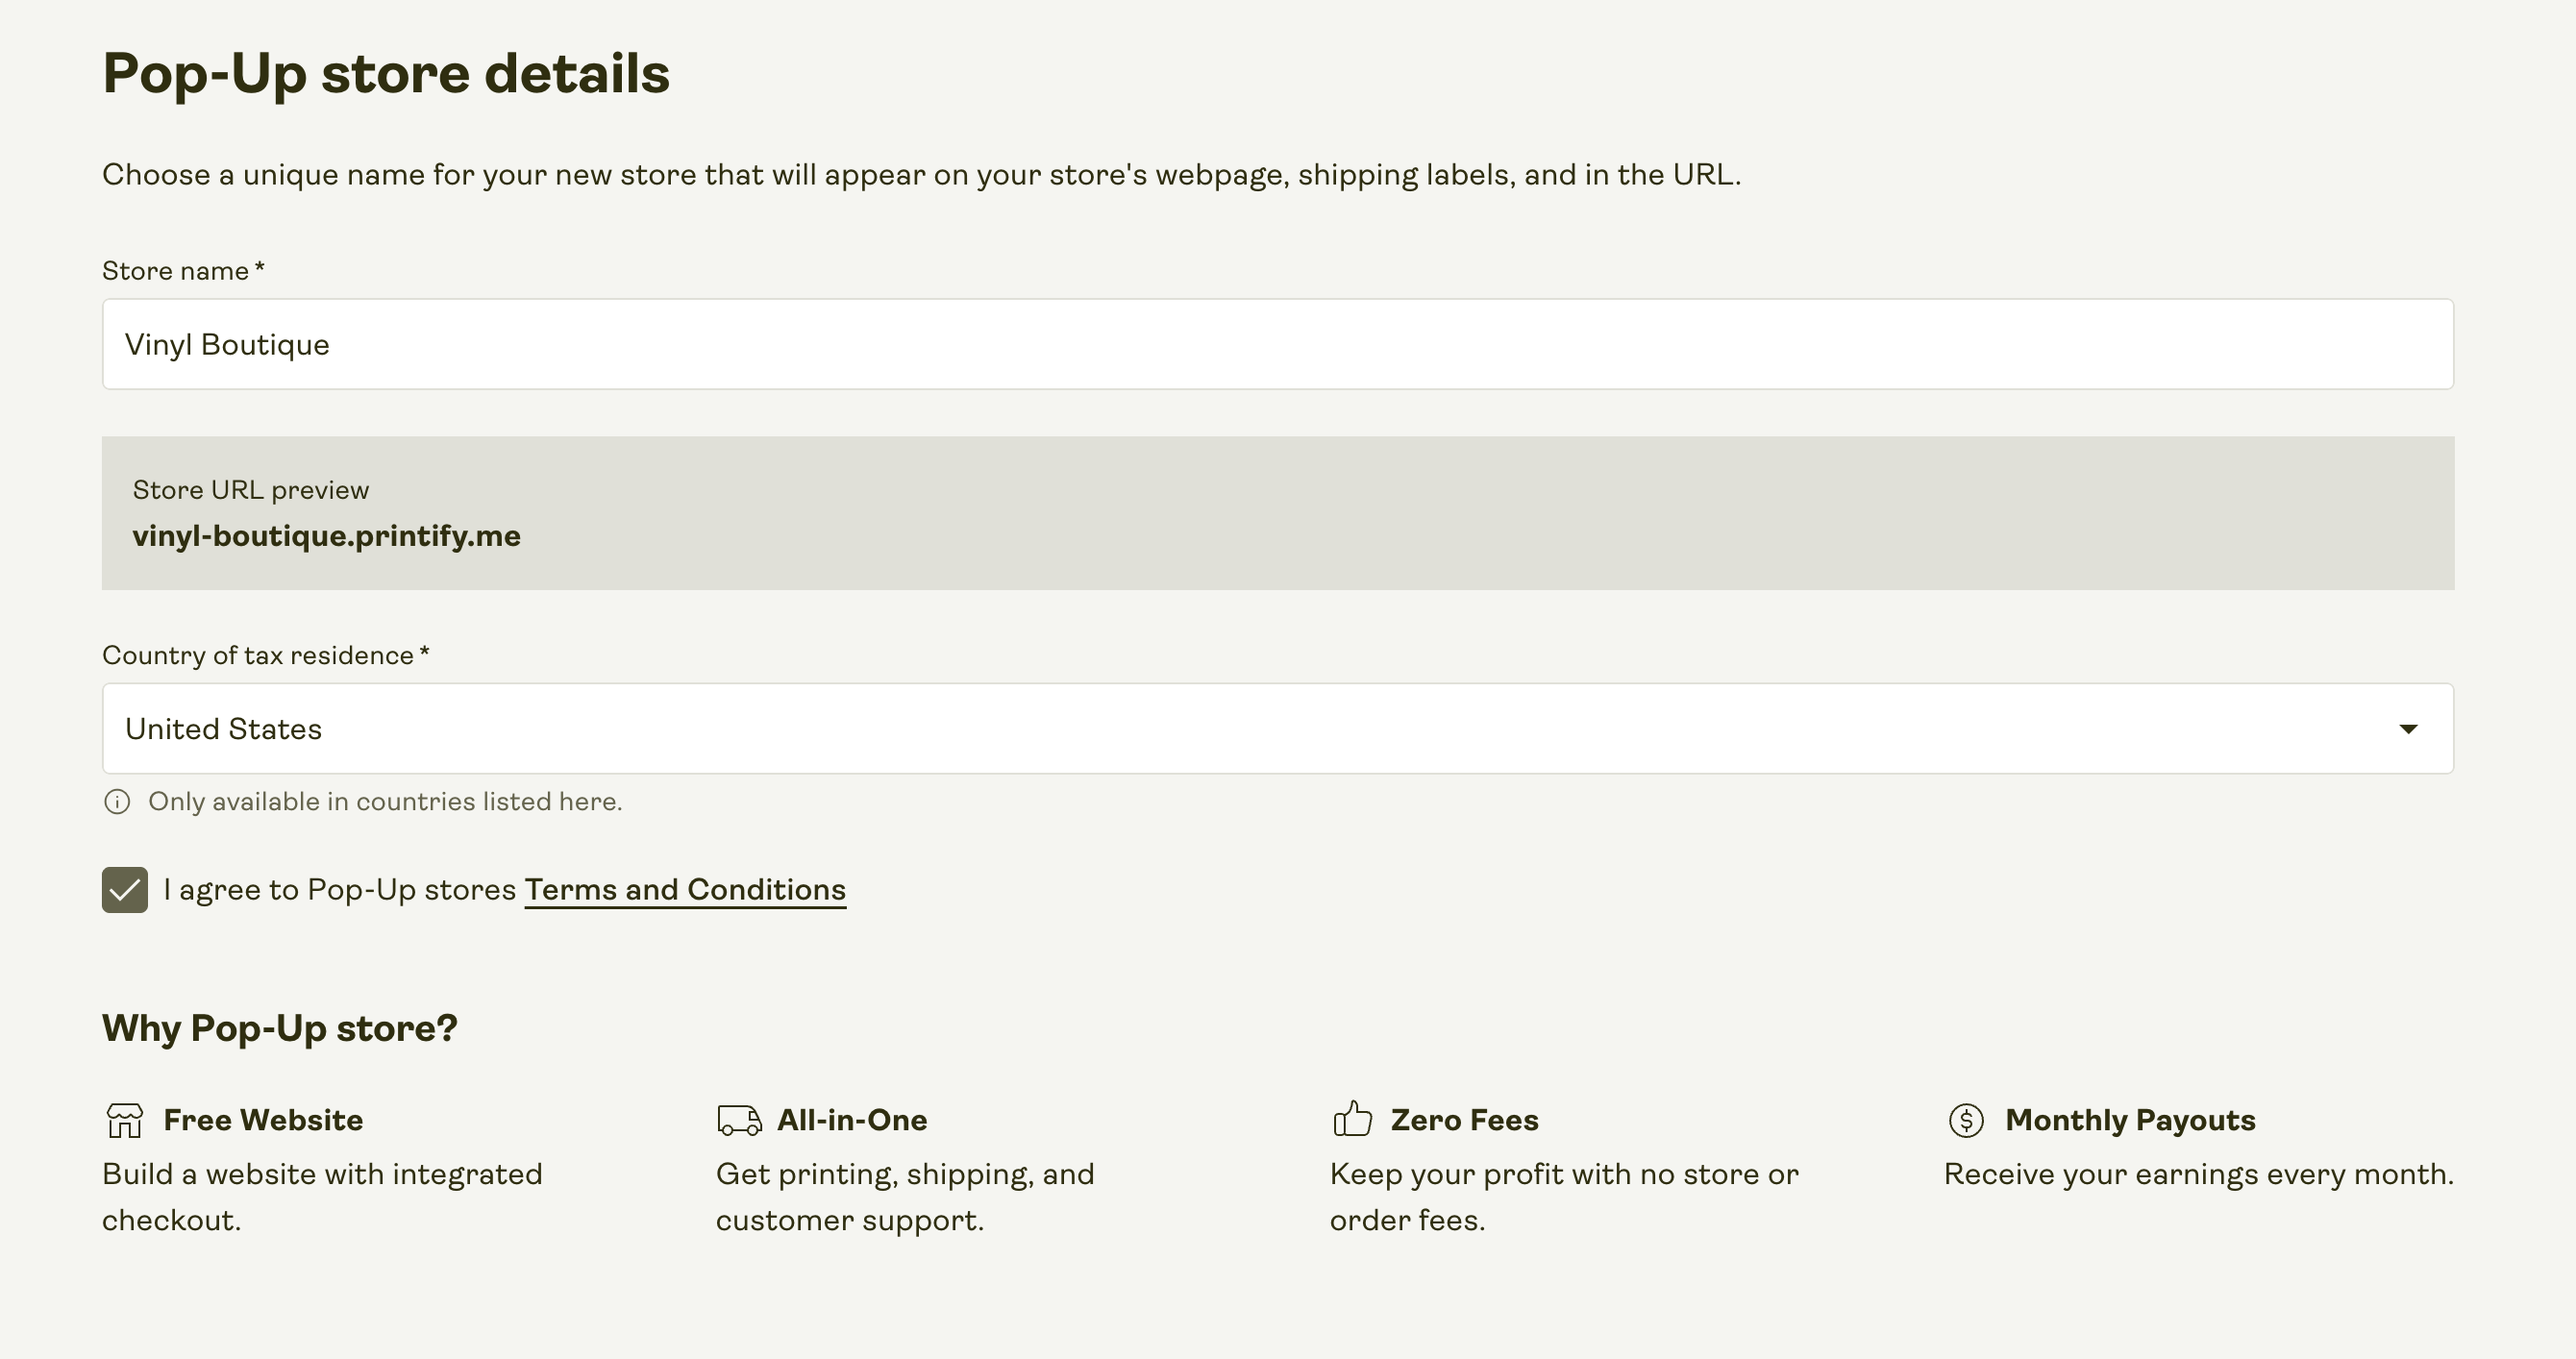 Pop-Up store details
Choose a unique name for your new store that will appear on your store's webpage, shipping labels, and in the URL.
Store name *
Vinyl Boutique
Store URL preview
vinyl-boutique.printify.me
Country of tax residence *
United States
Only available in countries listed here.
I agree to Pop-Up stores Terms and Conditions
Why Pop-Up store?
Free Website
Build a website with integrated
checkout.
All-in-One
Get printing, shipping, and
customer support.
Zero Fees
Keep your profit with no store or
order fees.
Monthly Payouts
Receive your earnings every month.